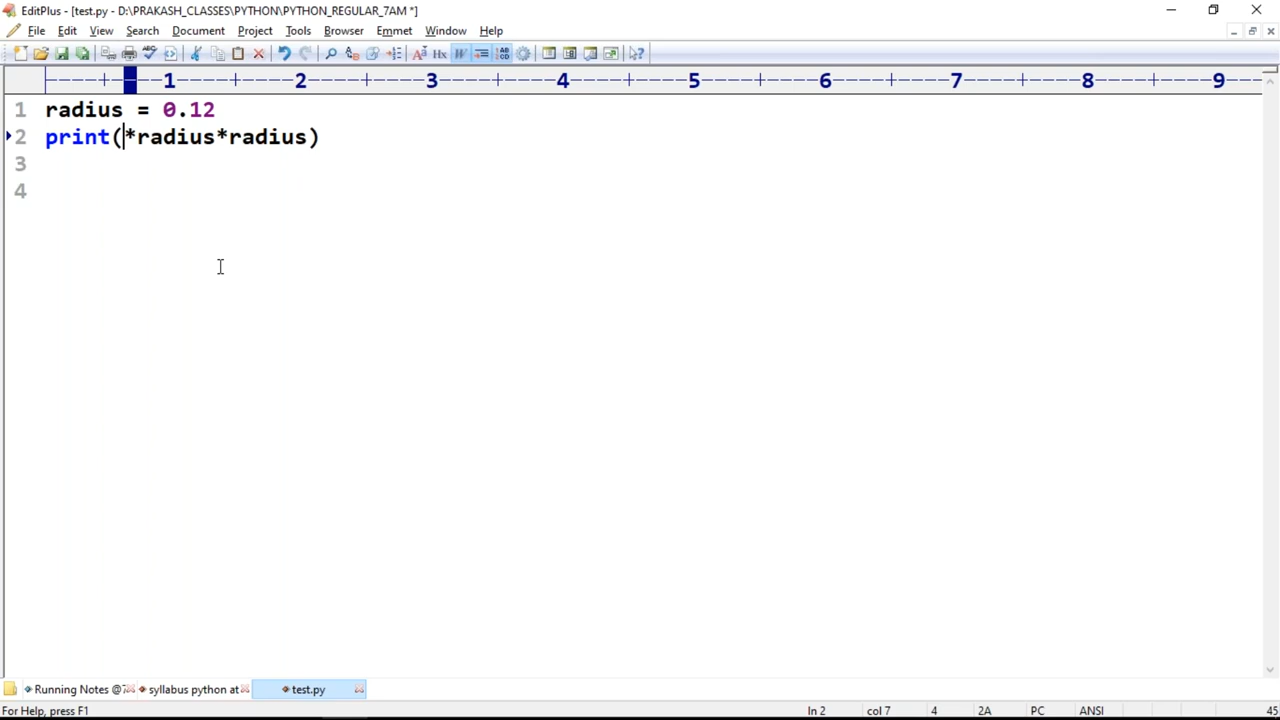 EditPlus - [test.py - D:\PRAKASH_CLASSES\PYTHON\PYTHON_REGULAR_7AM *]
File Edit View Search Document Project Tools Browser Emmet Window Help
----+----1----+----2----+----3----+----4----+----5----+----6----+----7----+----8----+----9---
1 radius = 0.12
2 print(*radius*radius)
3
4
Running Notes @7 syllabus python at test.py
For Help, press F1 ln 2 col 7 4 2A PC ANSI 45